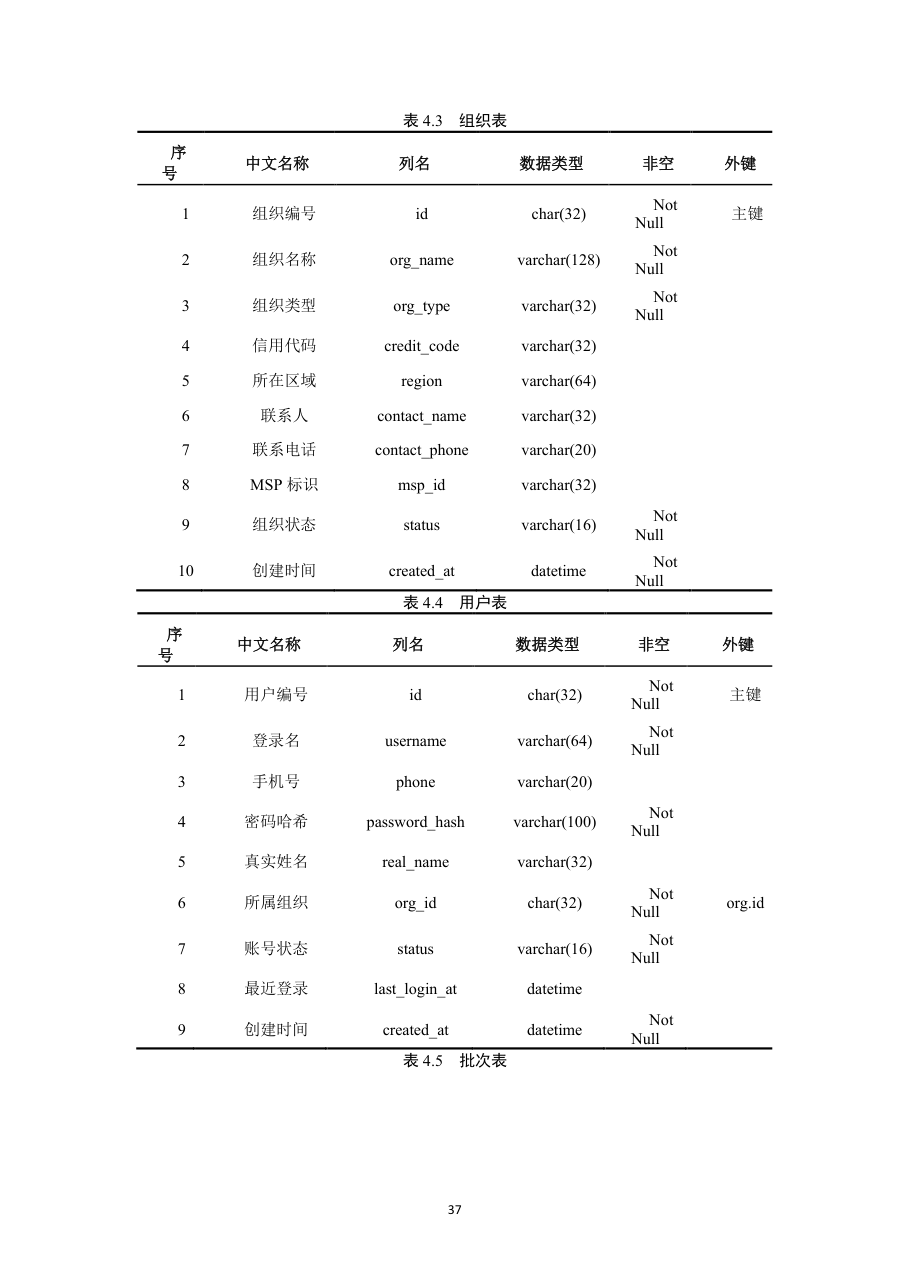 表 4.3 组织表
序号 中文名称 列名 数据类型 非空 外键
1 组织编号 id char(32) Not Null 主键
2 组织名称 org_name varchar(128) Not Null
3 组织类型 org_type varchar(32) Not Null
4 信用代码 credit_code varchar(32)
5 所在区域 region varchar(64)
6 联系人 contact_name varchar(32)
7 联系电话 contact_phone varchar(20)
8 MSP 标识 msp_id varchar(32)
9 组织状态 status varchar(16) Not Null
10 创建时间 created_at datetime Not Null
表 4.4 用户表
序号 中文名称 列名 数据类型 非空 外键
1 用户编号 id char(32) Not Null 主键
2 登录名 username varchar(64) Not Null
3 手机号 phone varchar(20)
4 密码哈希 password_hash varchar(100) Not Null
5 真实姓名 real_name varchar(32)
6 所属组织 org_id char(32) Not Null org.id
7 账号状态 status varchar(16) Not Null
8 最近登录 last_login_at datetime
9 创建时间 created_at datetime Not Null
表 4.5 批次表
37